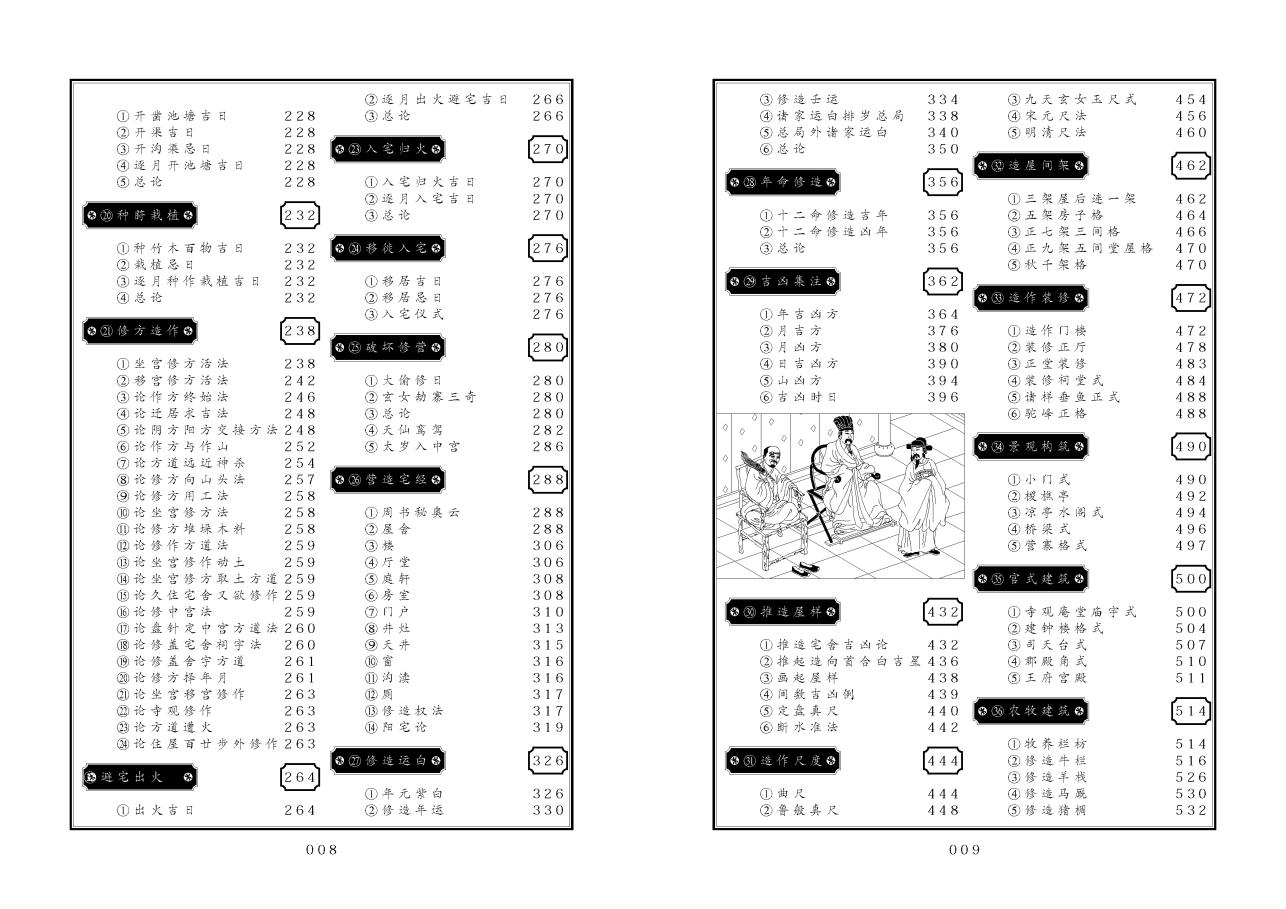 ①开凿池塘吉日 228
②开渠吉日 228
③开沟渠忌日 228
④逐月开池塘吉日 228
⑤总论 228
⑳种莳栽植 232
①种竹木百物吉日 232
②栽植忌日 232
③逐月种作栽植吉日 232
④总论 232
㉑修方造作 238
①坐宫修方活法 238
②移宫修方活法 242
③论作方终始法 246
④论迁居求吉法 248
⑤论阴方阳方交接方法 248
⑥论作方与作山 252
⑦论方道远近神杀 254
⑧论修方向山头法 257
⑨论修方用工法 258
⑩论坐宫修方法 258
⑪论修方堆垛木料 258
⑫论修作方道法 259
⑬论坐宫修作动土 259
⑭论坐宫修方取土方道 259
⑮论久住宅舍又欲修作 259
⑯论修中宫法 259
⑰论盘针定中宫方道法 260
⑱论修盖宅舍祠宇法 260
⑲论修盖舍宇方道 261
⑳论修方择年月 261
㉑论坐宫移宫修作 263
㉒论寺观修作 263
㉓论方道遭火 263
㉔论住屋百廿步外修作 263
避宅出火 264
①出火吉日 264
②逐月出火避宅吉日 266
③总论 266
㉓入宅归火 270
①入宅归火吉日 270
②逐月入宅吉日 270
③总论 270
㉔移徙入宅 276
①移居吉日 276
②移居忌日 276
③入宅仪式 276
㉕破坏修营 280
①大偷修日 280
②玄女劫寨三奇 280
③总论 280
④天仙鸾驾 282
⑤太岁入中宫 286
㉖营造宅经 288
①周书秘奥云 288
②屋舍 288
③楼 306
④厅堂 306
⑤庭轩 308
⑥房室 308
⑦门户 310
⑧井灶 313
⑨天井 315
⑩窗 316
⑪沟渎 316
⑫厕 317
⑬修造权法 317
⑭阳宅论 319
㉗修造运白 326
①年元紫白 326
②修造年运 330
008
③修造壬运 334
④诸家运白排岁总局 338
⑤总局外诸家运白 340
⑥总论 350
㉘年命修造 356
①十二命修造吉年 356
②十二命修造凶年 356
③总论 356
㉙吉凶集注 362
①年吉凶方 364
②月吉方 376
③月凶方 380
④日吉凶方 390
⑤山凶方 394
⑥吉凶时日 396
㉚推造屋样 432
①推造宅舍吉凶论 432
②推起造向首合白吉星 436
③画起屋样 438
④间数吉凶例 439
⑤定盘真尺 440
⑥断水准法 442
㉛造作尺度 444
①曲尺 444
②鲁般真尺 448
③九天玄女玉尺式 454
④宋元尺法 456
⑤明清尺法 460
㉜造屋间架 462
①三架屋后连一架 462
②五架房子格 464
③正七架三间格 466
④正九架五间堂屋格 470
⑤秋千架格 470
㉝造作装修 472
①造作门楼 472
②装修正厅 478
③正堂装修 483
④装修祠堂式 484
⑤诸样垂鱼正式 488
⑥驼峰正格 488
㉞景观构筑 490
①小门式 490
②椶樵亭 492
③凉亭水阁式 494
④桥梁式 496
⑤营寨格式 497
㉟官式建筑 500
①寺观庵堂庙宇式 500
②建钟楼格式 504
③司天台式 507
④郡殿角式 510
⑤王府宫殿 511
㊱农牧建筑 514
①牧养栏枋 514
②修造牛栏 516
③修造羊栈 526
④修造马厩 530
⑤修造猪椆 532
009